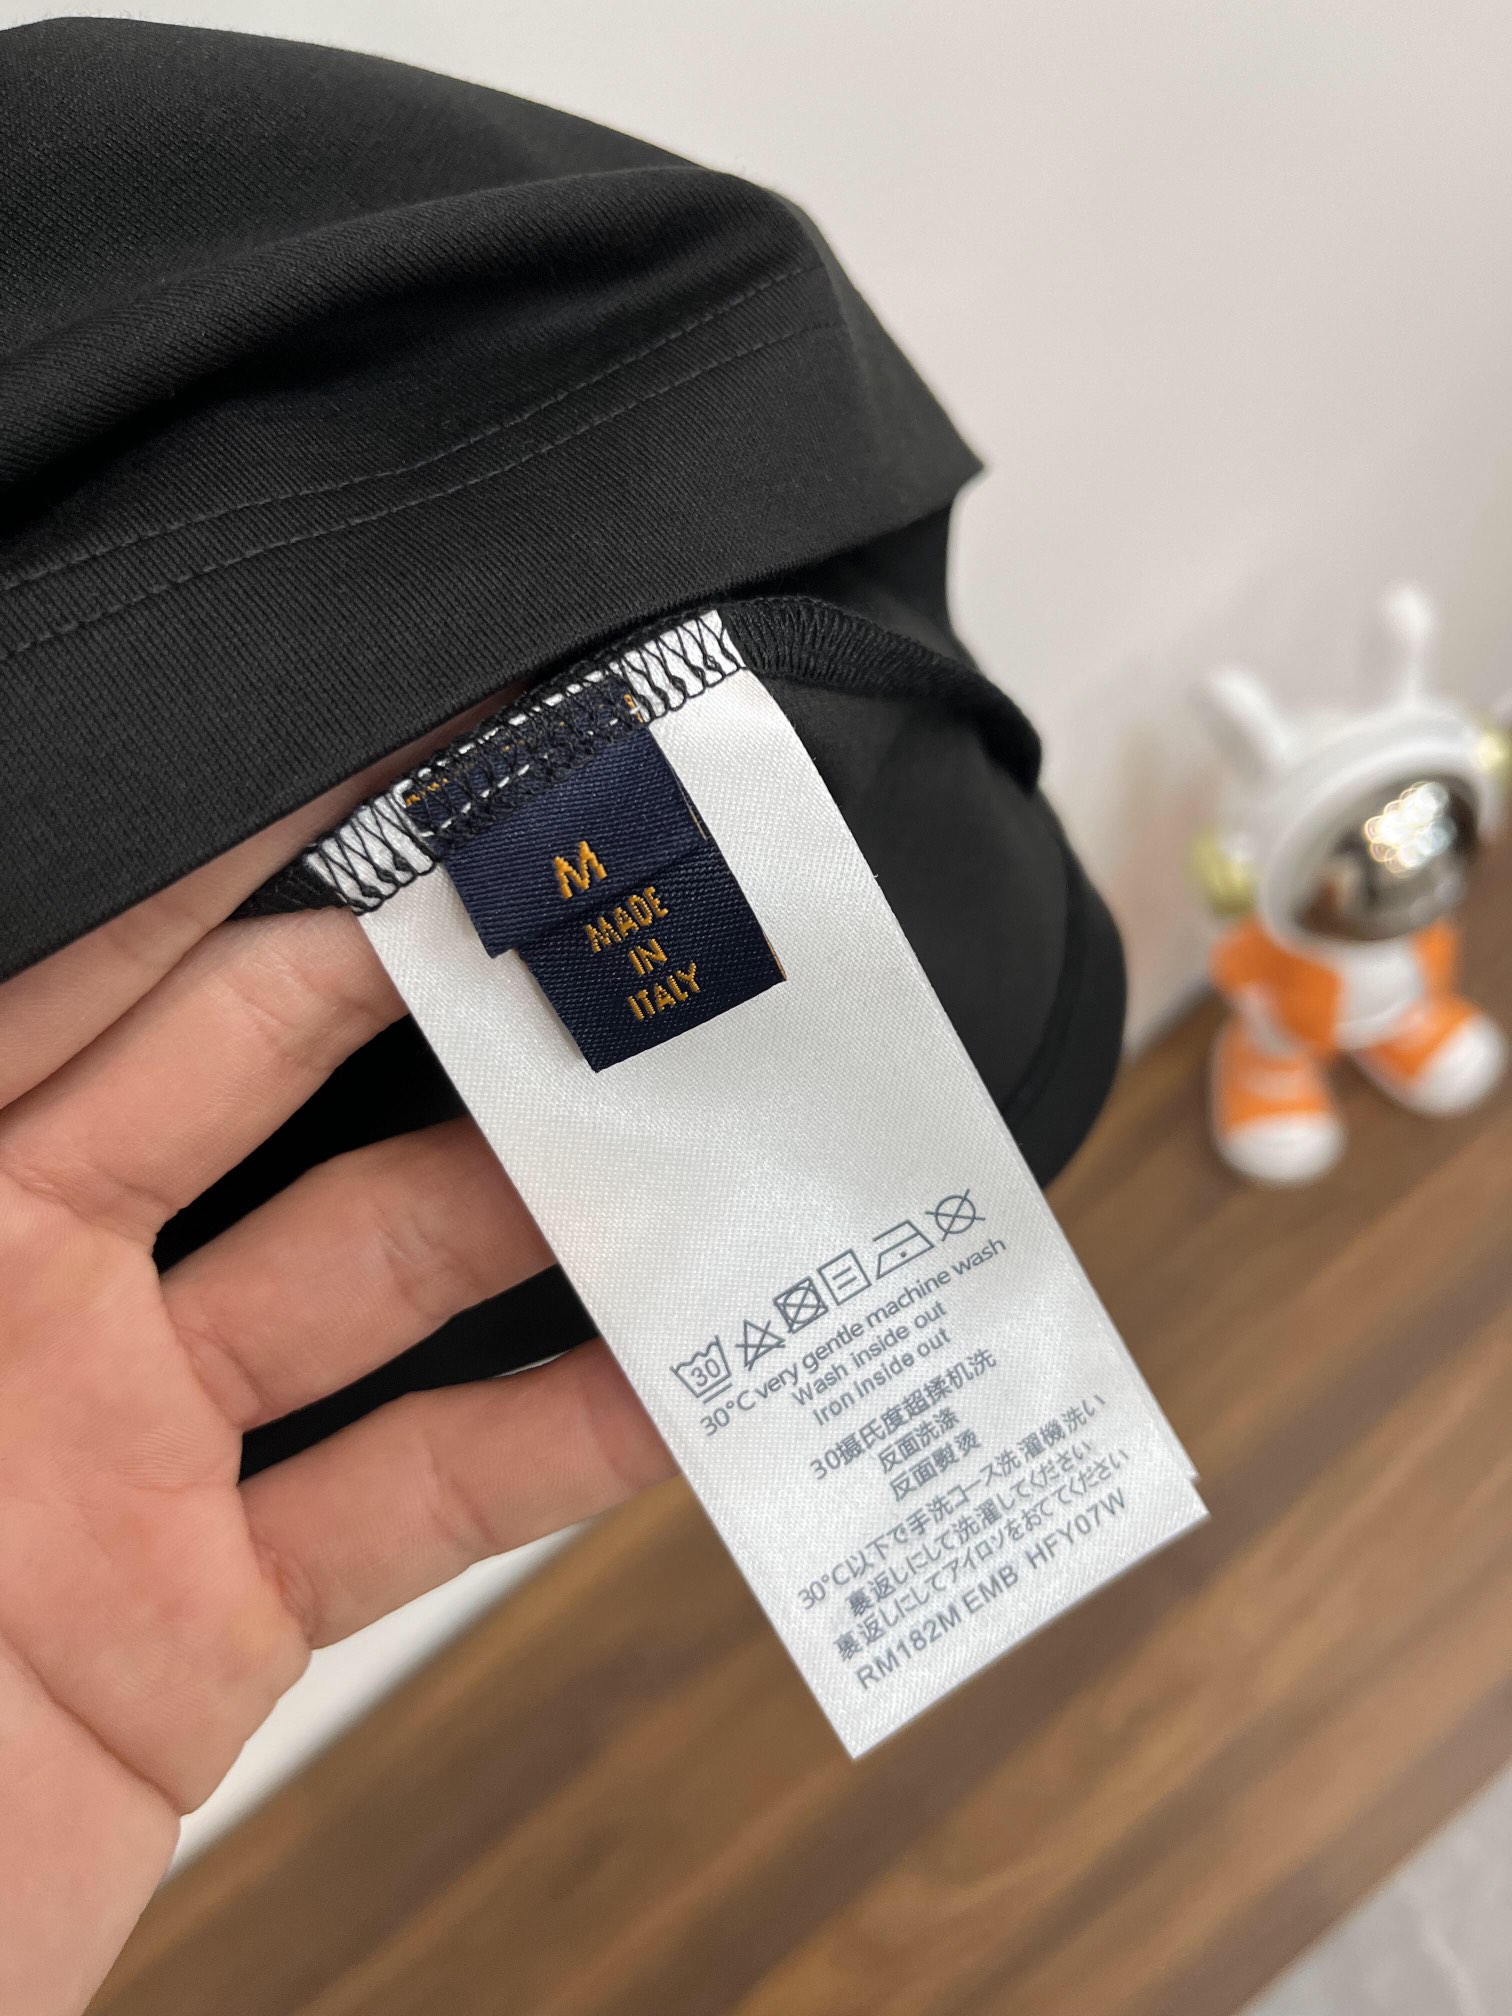 M
MADE
IN
ITALY
30
30°C very gentle machine wash
Wash inside out
Iron Inside out
30摄氏度超揉机洗
反面洗涤
反面熨烫
30°C以下で手洗コース洗濯機洗い
裏返しにして洗濯してください
裏返しにしてアイロンをおててください
RM182M EMB HFY07W